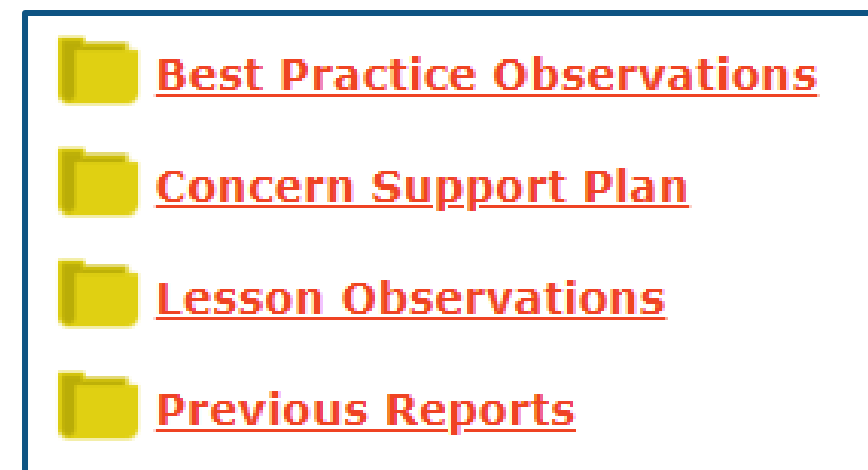 Best Practice Observations
Concern Support Plan
Lesson Observations
Previous Reports